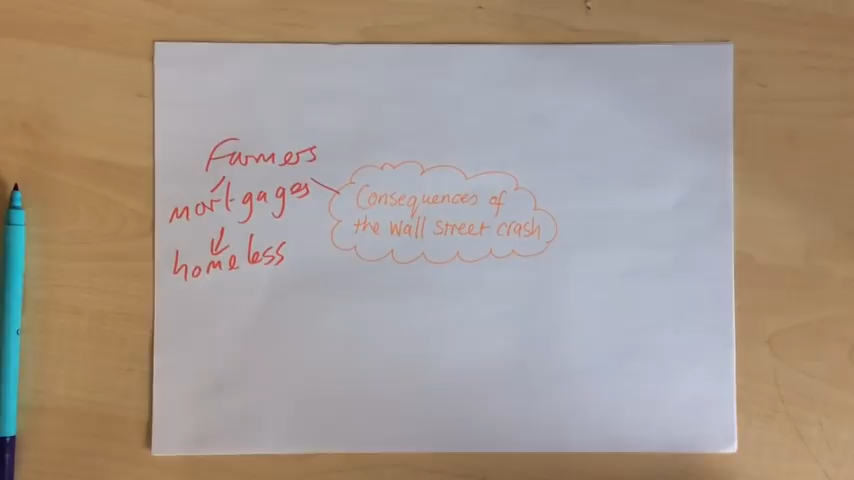 Farmers
mortgages
homeless
Consequences of
the Wall Street crash